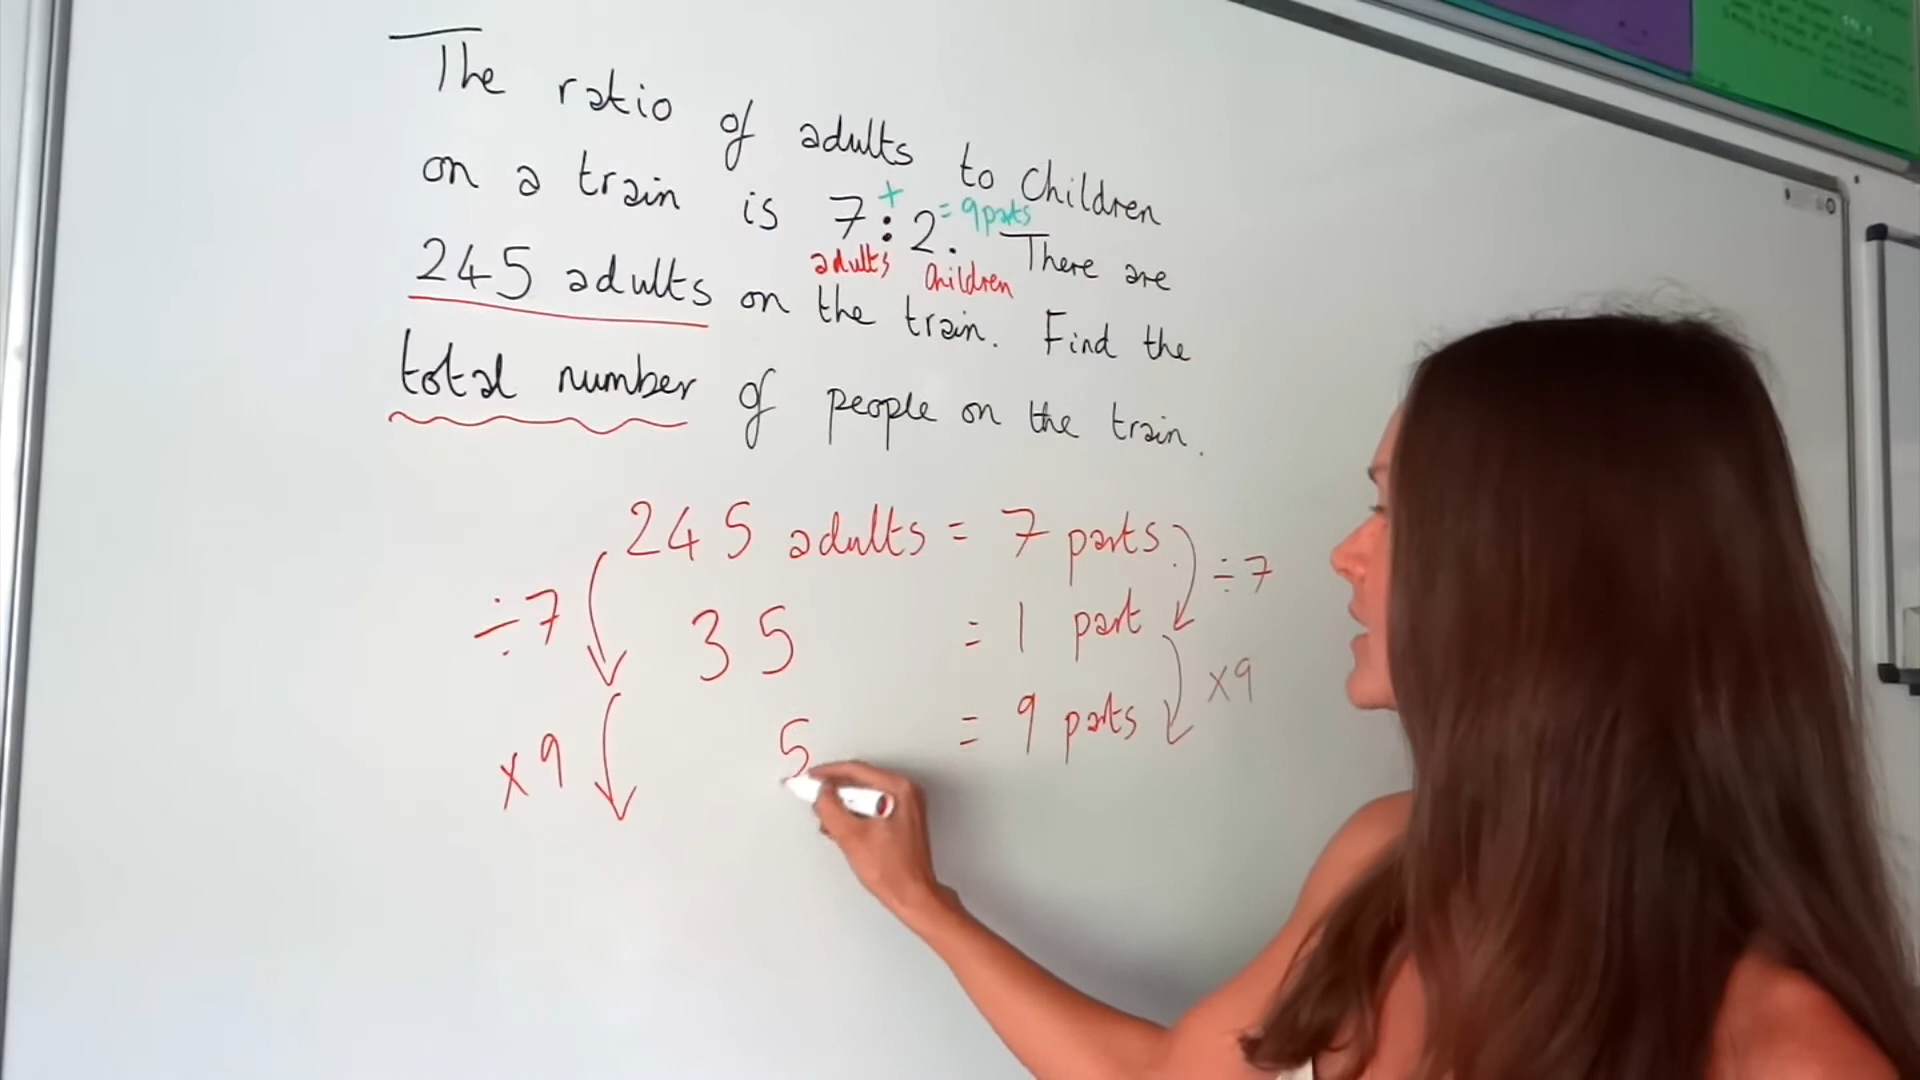 The ratio of adults to children
on a train is 7 : 2. There are
+ = 9 parts
adults children
245 adults on the train. Find the
total number of people on the train.
245 adults = 7 parts
÷7 ÷7
35 = 1 part
×9 ×9
5 = 9 parts